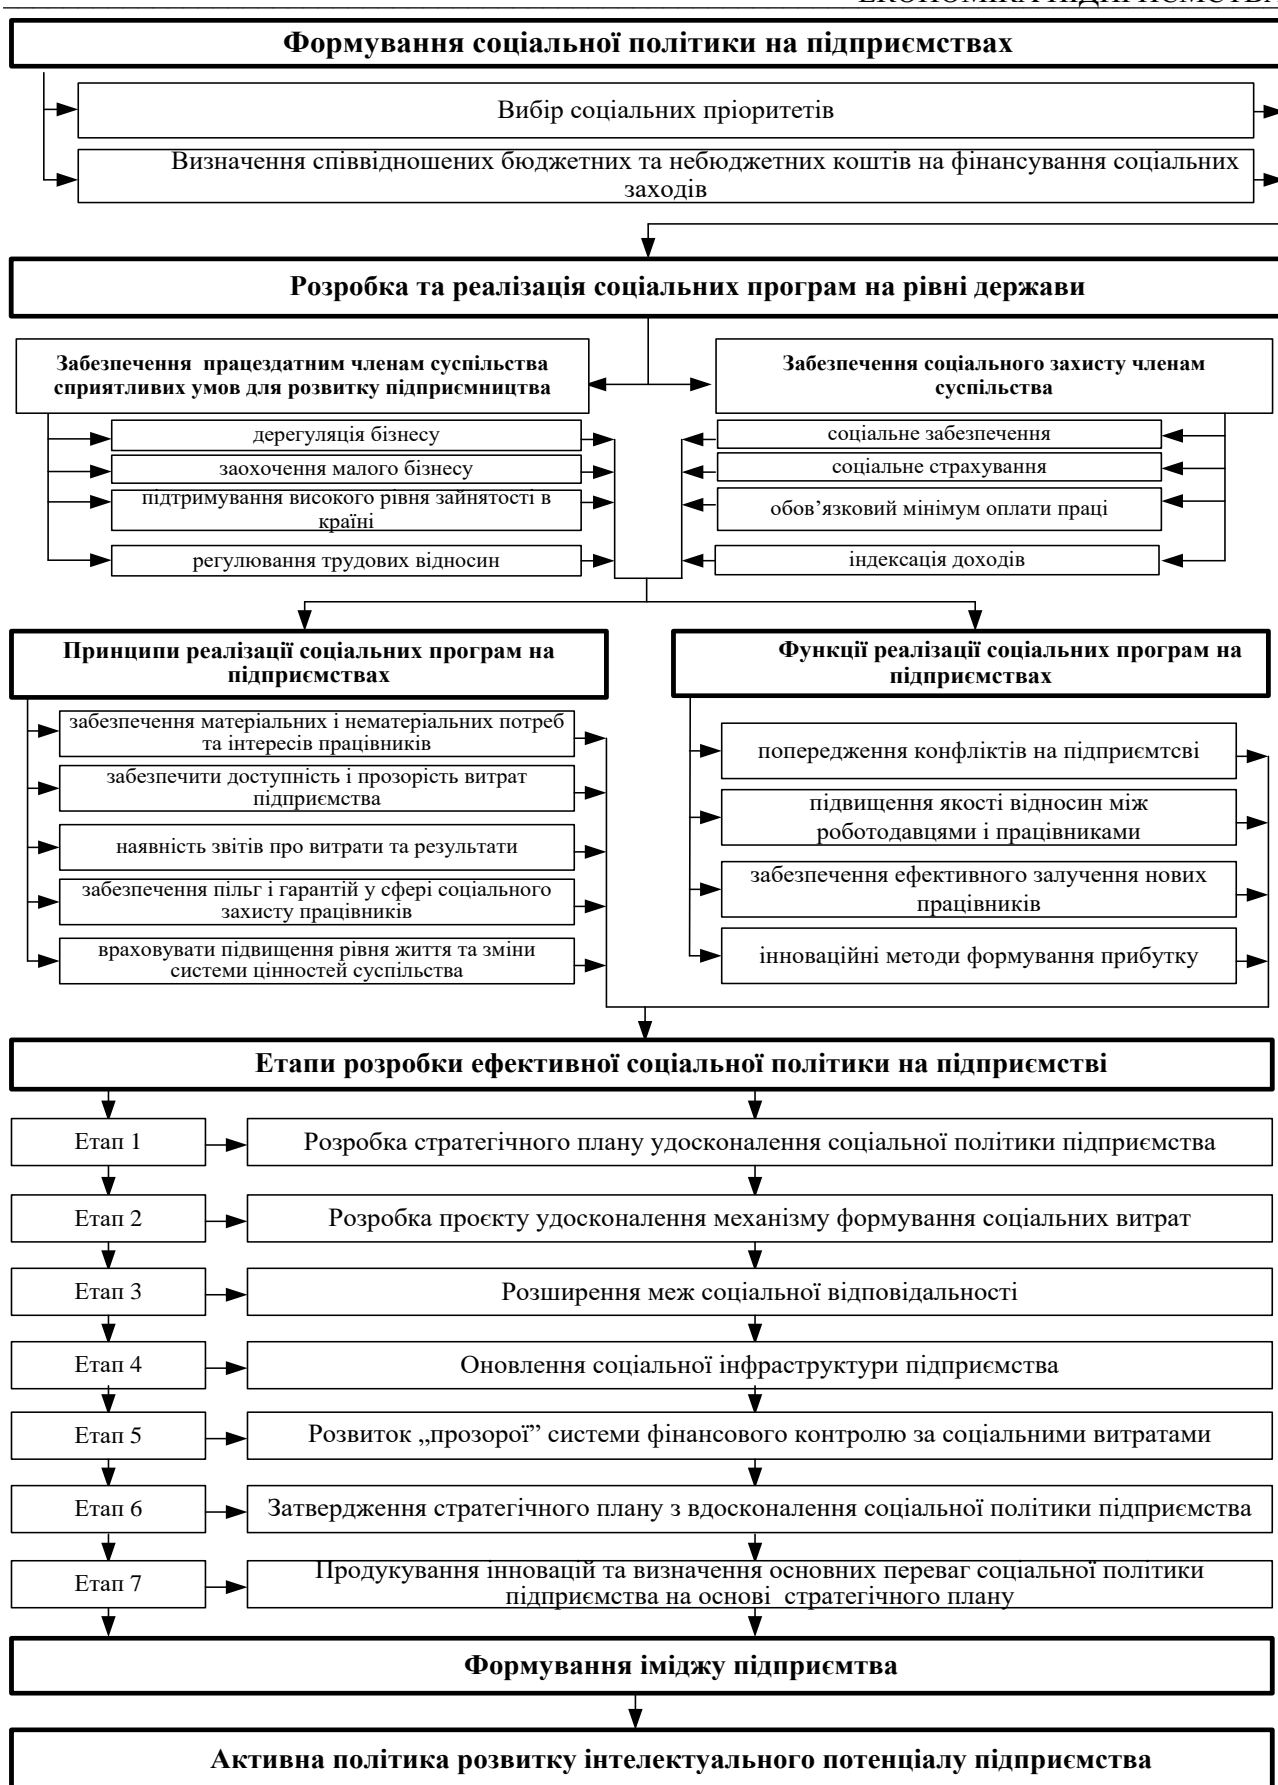 ЕКОНОМІКА ПІДПРИЄМСТВА
Формування соціальної політики на підприємствах
Вибір соціальних пріоритетів
Визначення співвідношених бюджетних та небюджетних коштів на фінансування соціальних
заходів
Розробка та реалізація соціальних програм на рівні держави
Забезпечення працездатним членам суспільства
сприятливих умов для розвитку підприємництва
дерегуляція бізнесу
заохочення малого бізнесу
підтримування високого рівня зайнятості в
країні
регулювання трудових відносин
Забезпечення соціального захисту членам
суспільства
соціальне забезпечення
соціальне страхування
обов’язковий мінімум оплати праці
індексація доходів
Принципи реалізації соціальних програм на
підприємствах
забезпечення матеріальних і нематеріальних потреб
та інтересів працівників
забезпечити доступність і прозорість витрат
підприємства
наявність звітів про витрати та результати
забезпечення пільг і гарантій у сфері соціального
захисту працівників
враховувати підвищення рівня життя та зміни
системи цінностей суспільства
Функції реалізації соціальних програм на
підприємствах
попередження конфліктів на підприємтсві
підвищення якості відносин між
роботодавцями і працівниками
забезпечення ефективного залучення нових
працівників
інноваційні методи формування прибутку
Етапи розробки ефективної соціальної політики на підприємстві
Етап 1
Розробка стратегічного плану удосконалення соціальної політики підприємства
Етап 2
Розробка проєкту удосконалення механізму формування соціальних витрат
Етап 3
Розширення меж соціальної відповідальності
Етап 4
Оновлення соціальної інфраструктури підприємства
Етап 5
Розвиток „прозорої” системи фінансового контролю за соціальними витратами
Етап 6
Затвердження стратегічного плану з вдосконалення соціальної політики підприємства
Етап 7
Продукування інновацій та визначення основних переваг соціальної політики
підприємства на основі стратегічного плану
Формування іміджу підприємтва
Активна політика розвитку інтелектуального потенціалу підприємства